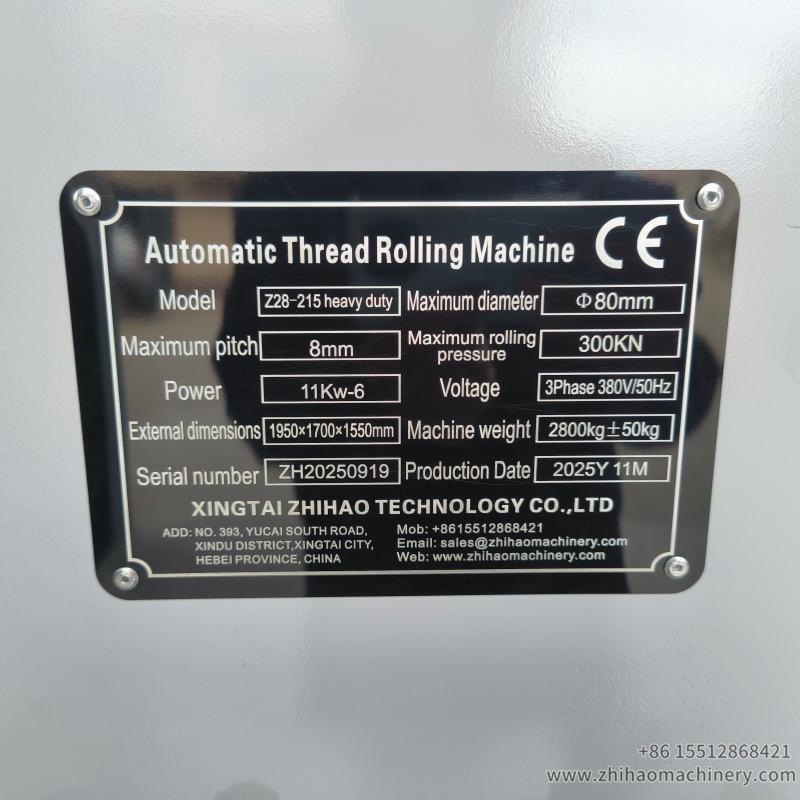 Automatic Thread Rolling Machine CE
Model Z28-215 heavy duty Maximum diameter Φ80mm
Maximum pitch 8mm Maximum rolling pressure 300KN
Power 11Kw-6 Voltage 3Phase 380V/50Hz
External dimensions 1950×1700×1550mm Machine weight 2800kg±50kg
Serial number ZH20250919 Production Date 2025Y 11M
XINGTAI ZHIHAO TECHNOLOGY CO.,LTD
ADD: NO. 393, YUCAI SOUTH ROAD,
XINDU DISTRICT,XINGTAI CITY,
HEBEI PROVINCE, CHINA
Mob: +8615512868421
Email: sales@zhihaomachinery.com
Web: www.zhihaomachinery.com
+86 15512868421
www.zhihaomachinery.com